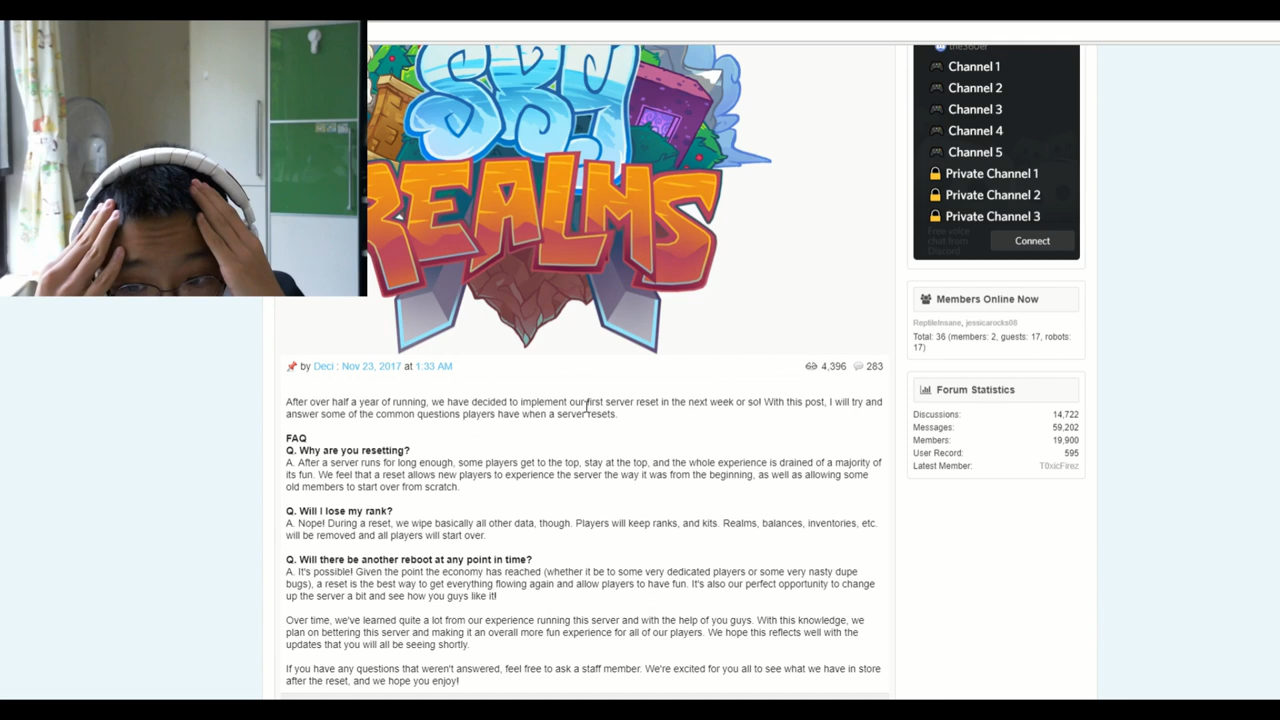 SB9
REALMS
by Deci : Nov 23, 2017 at 1:33 AM
4,396
283
After over half a year of running, we have decided to implement our first server reset in the next week or so! With this post, I will try and
answer some of the common questions players have when a server resets.
FAQ
Q. Why are you resetting?
A. After a server runs for long enough, some players get to the top, stay at the top, and the whole experience is drained of a majority of
its fun. We feel that a reset allows new players to experience the server the way it was from the beginning, as well as allowing some
old members to start over from scratch.
Q. Will I lose my rank?
A. Nope! During a reset, we wipe basically all other data, though. Players will keep ranks, and kits. Realms, balances, inventories, etc.
will be removed and all players will start over.
Q. Will there be another reboot at any point in time?
A. It's possible! Given the point the economy has reached (whether it be to some very dedicated players or some very nasty dupe
bugs), a reset is the best way to get everything flowing again and allow players to have fun. It's also our perfect opportunity to change
up the server a bit and see how you guys like it!
Over time, we've learned quite a lot from our experience running this server and with the help of you guys. With this knowledge, we
plan on bettering this server and making it an overall more fun experience for all of our players. We hope this reflects well with the
updates that you will all be seeing shortly.
If you have any questions that weren't answered, feel free to ask a staff member. We're excited for you all to see what we have in store
after the reset, and we hope you enjoy!
the360er
Channel 1
Channel 2
Channel 3
Channel 4
Channel 5
Private Channel 1
Private Channel 2
Private Channel 3
Free voice
chat from
Discord
Connect
Members Online Now
ReptileInsane, jessicarocks08
Total: 36 (members: 2, guests: 17, robots:
17)
Forum Statistics
Discussions: 14,722
Messages: 59,202
Members: 19,900
User Record: 595
Latest Member: T0xicFirez